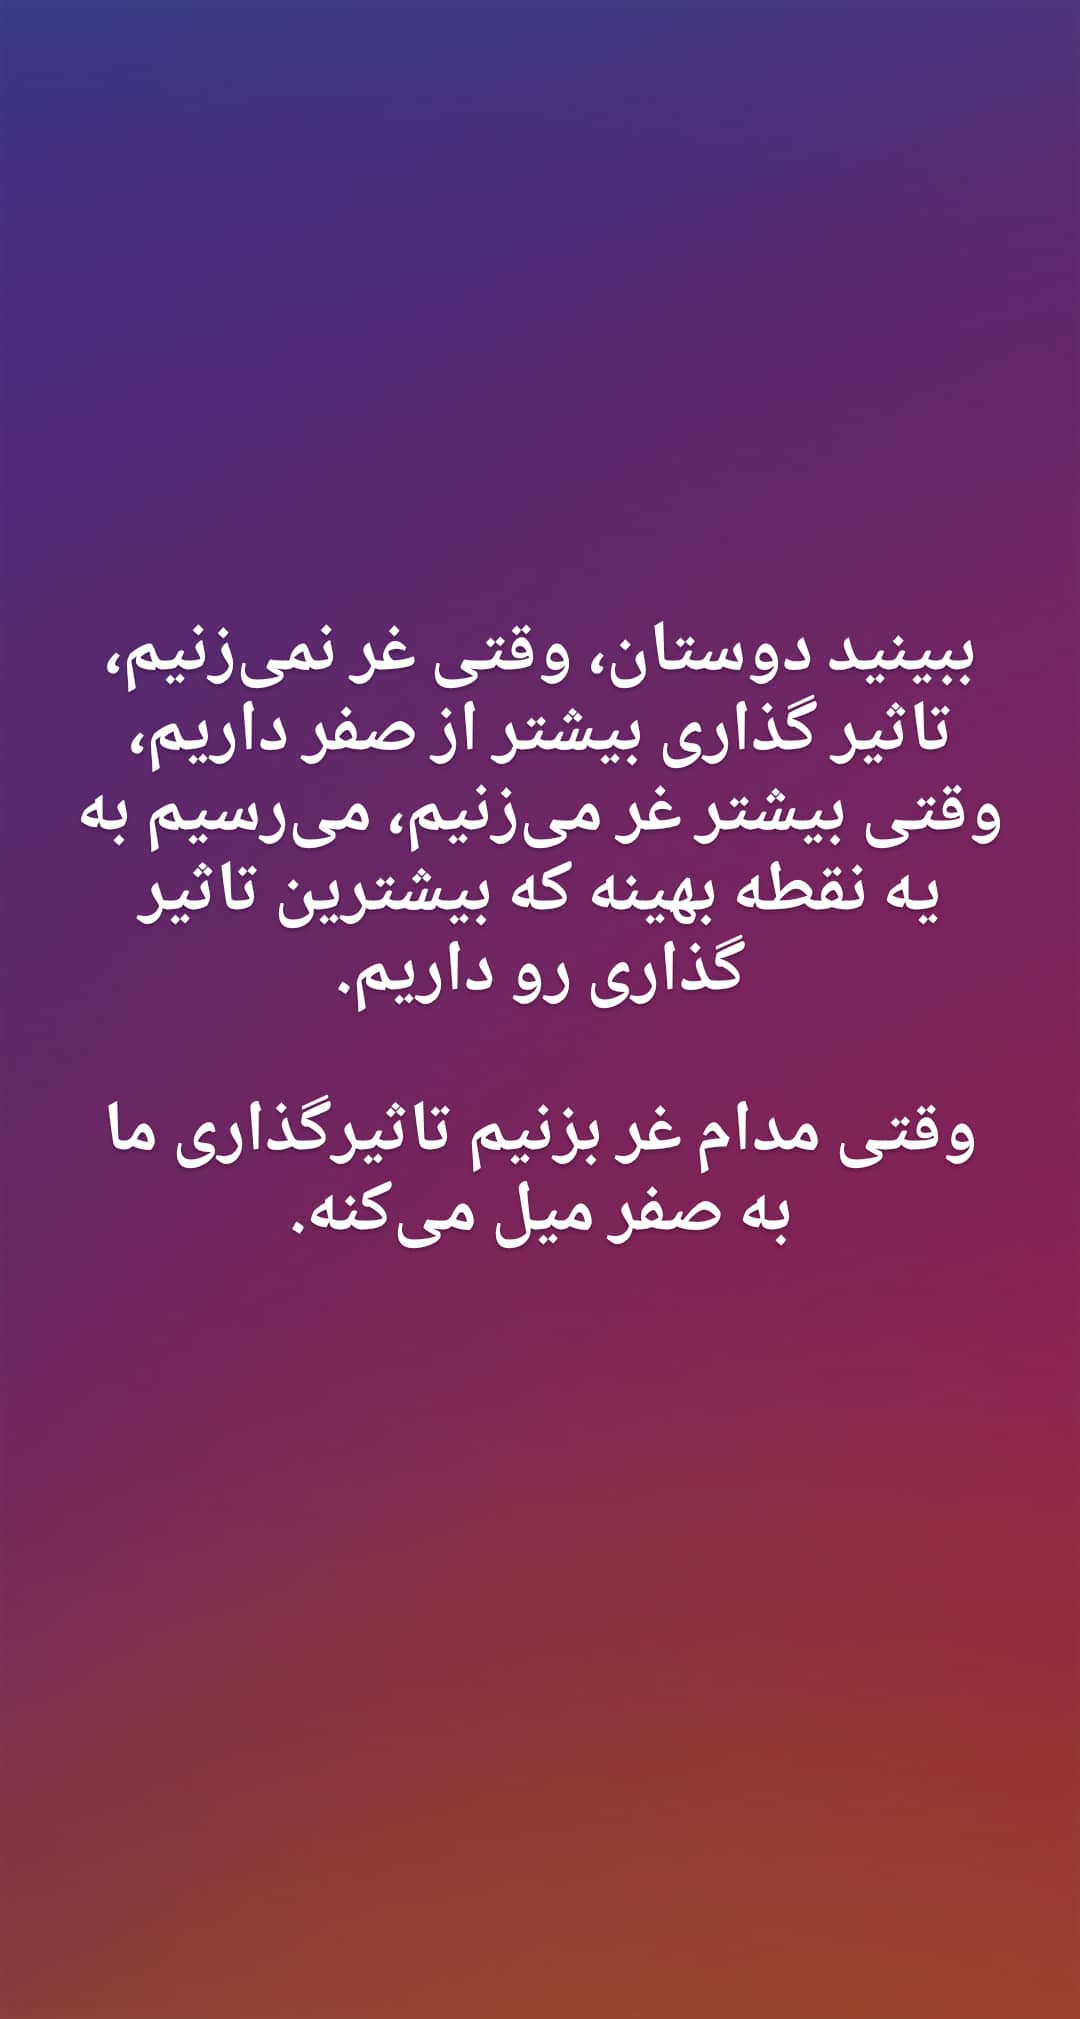 ببینید دوستان، وقتی غر نمی‌زنیم،
تاثیر گذاری بیشتر از صفر داریم،
وقتی بیشتر غر می‌زنیم، می‌رسیم به
یه نقطه بهینه که بیشترین تاثیر
گذاری رو داریم.
وقتی مدام غر بزنیم تاثیرگذاری ما
به صفر میل می‌کنه.